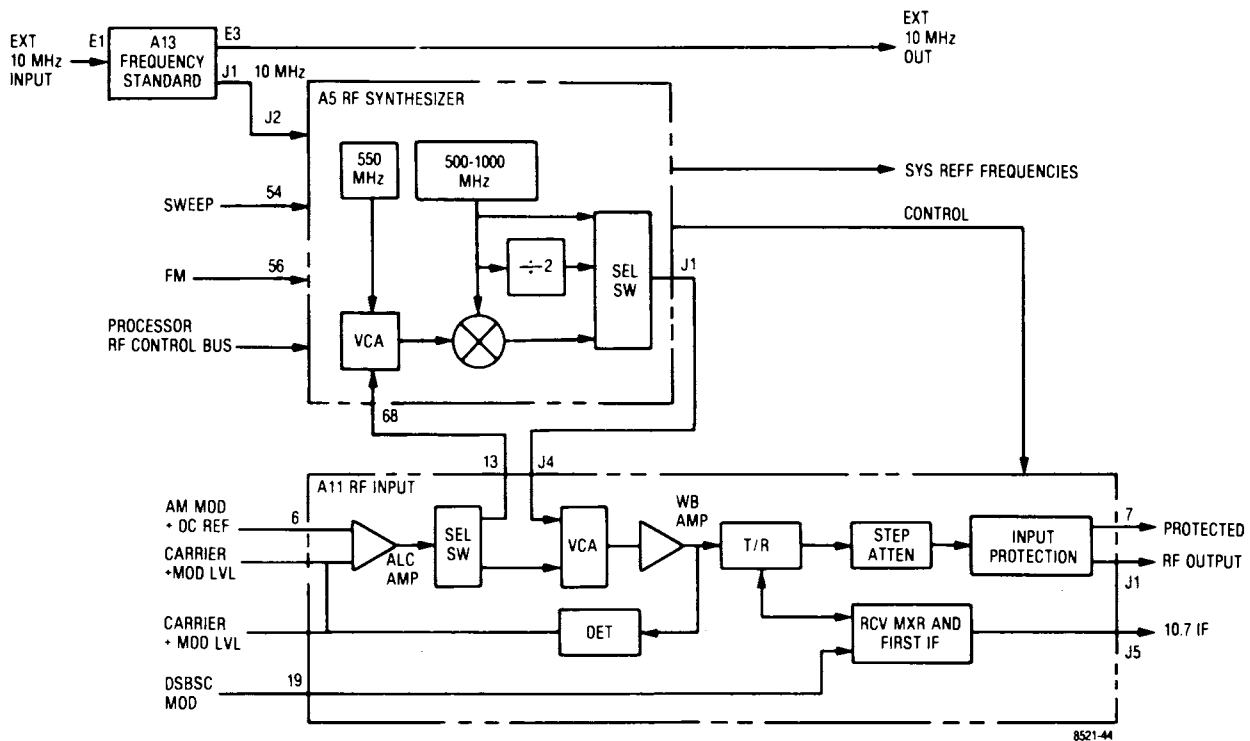 EXT
10 MHz
INPUT
E1
A13
FREQUENCY
STANDARD
E3
J1
10 MHz
EXT
10 MHz
OUT
J2
A5 RF SYNTHESIZER
550
MHz
500-1000
MHz
SYS REFF FREQUENCIES
SWEEP
54
CONTROL
FM
56
÷2
SEL
SW
J1
PROCESSOR
RF CONTROL BUS
VCA
68
13
J4
A11 RF INPUT
AM MOD
+ OC REF
6
CARRIER
+MOD LVL
ALC
AMP
SEL
SW
VCA
WB
AMP
T/R
STEP
ATTEN
INPUT
PROTECTION
7
PROTECTED
RF OUTPUT
J1
CARRIER
+ MOD LVL
DET
RCV MXR AND
FIRST IF
10.7 IF
J5
DSBSC
MOD
19
8521-44